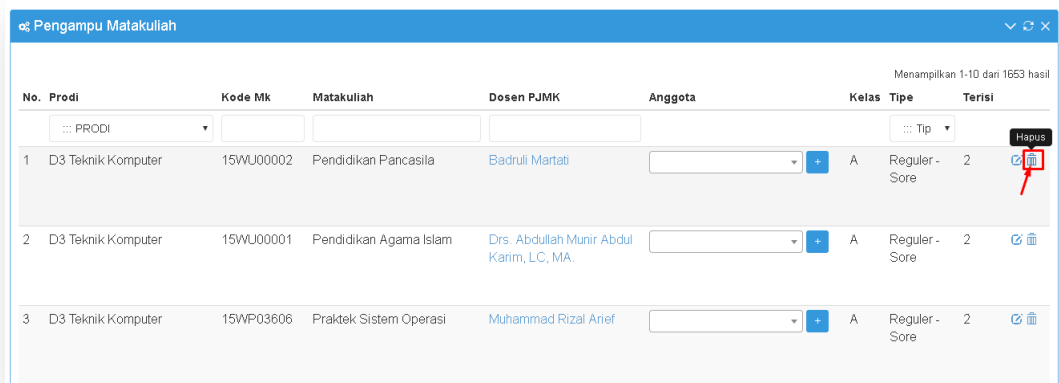 Pengampu Matakuliah
Menampilkan 1-10 dari 1653 hasil
No. Prodi Kode Mk Matakuliah Dosen PJMK Anggota Kelas Tipe Terisi
::: PRODI ::: Tip
Hapus
1 D3 Teknik Komputer 15WU00002 Pendidikan Pancasila Badruli Martati + A Reguler - 2
Sore
2 D3 Teknik Komputer 15WU00001 Pendidikan Agama Islam Drs. Abdullah Munir Abdul + A Reguler - 2
Karim, LC, MA. Sore
3 D3 Teknik Komputer 15WP03606 Praktek Sistem Operasi Muhammad Rizal Arief + A Reguler - 2
Sore